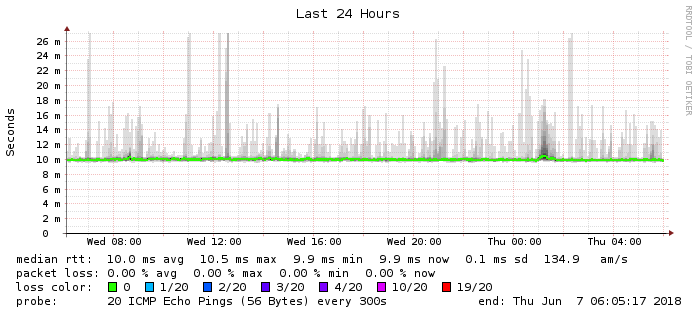 Last 24 Hours
RRDTOOL / TOBI OETIKER
Seconds
26 m
24 m
22 m
20 m
18 m
16 m
14 m
12 m
10 m
8 m
6 m
4 m
2 m
0
Wed 08:00 Wed 12:00 Wed 16:00 Wed 20:00 Thu 00:00 Thu 04:00
median rtt: 10.0 ms avg 10.5 ms max 9.9 ms min 9.9 ms now 0.1 ms sd 134.9 am/s
packet loss: 0.00 % avg 0.00 % max 0.00 % min 0.00 % now
loss color: 0 1/20 2/20 3/20 4/20 10/20 19/20
probe: 20 ICMP Echo Pings (56 Bytes) every 300s end: Thu Jun 7 06:05:17 2018